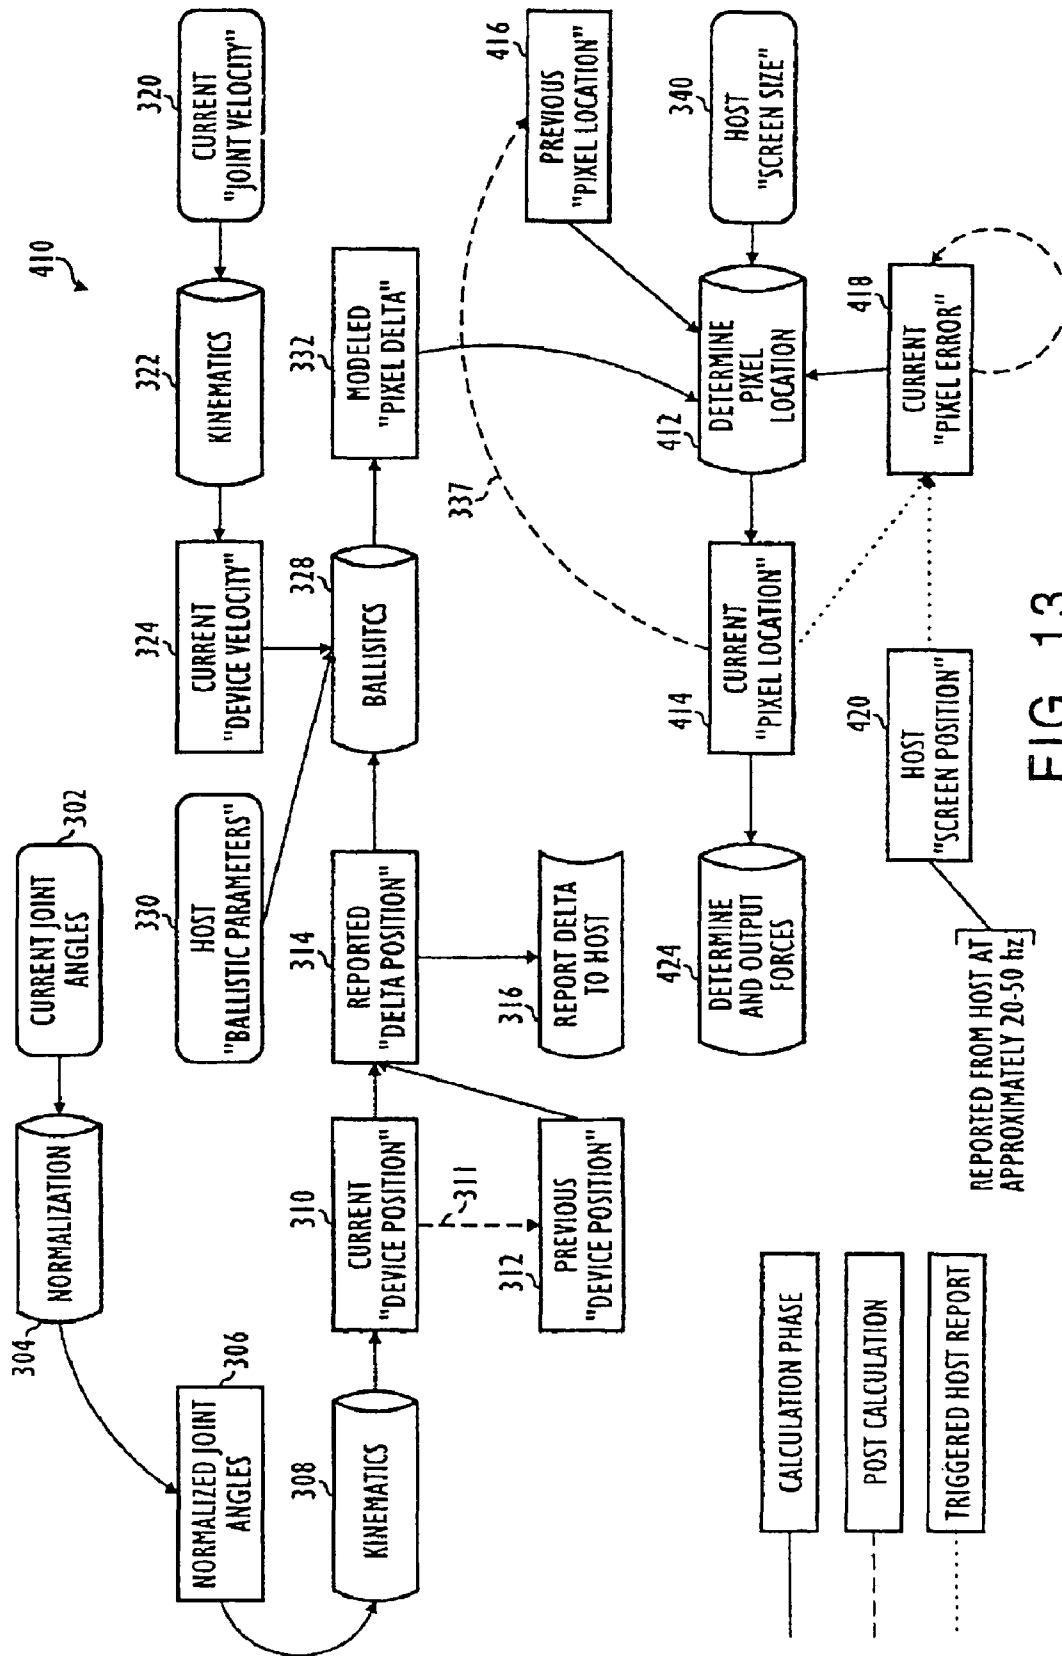 410
302
CURRENT JOINT
ANGLES
304
NORMALIZATION
306
NORMALIZED JOINT
ANGLES
308
KINEMATICS
310
CURRENT
"DEVICE POSITION"
311
312
PREVIOUS
"DEVICE POSITION"
314
REPORTED
"DELTA POSITION"
316
REPORT DELTA
TO HOST
320
CURRENT
"JOINT VELOCITY"
322
KINEMATICS
324
CURRENT
"DEVICE VELOCITY"
330
HOST
"BALLISTIC PARAMETERS"
328
BALLISITCS
332
MODELED
"PIXEL DELTA"
337
416
PREVIOUS
"PIXEL LOCATION"
340
HOST
"SCREEN SIZE"
412
DETERMINE
PIXEL
LOCATION
414
CURRENT
"PIXEL LOCATION"
418
CURRENT
"PIXEL ERROR"
420
HOST
"SCREEN POSITION"
424
DETERMINE
AND OUTPUT
FORCES
REPORTED FROM HOST AT
APPROXIMATELY 20-50 hz
CALCULATION PHASE
POST CALCULATION
TRIGGERED HOST REPORT
FIG. 13